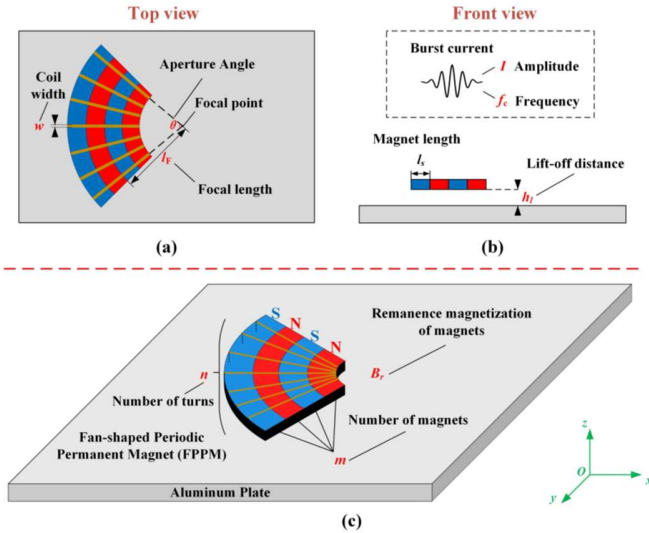 Top view
Coil
width
w
Aperture Angle
Focal point
θ
l_F
Focal length
(a)
Front view
Burst current
I Amplitude
f_c Frequency
Magnet length
l_s
Lift-off distance
h_l
(b)
S N S N
Remanence magnetization
of magnets
B_r
n
Number of turns
Number of magnets
m
Fan-shaped Periodic
Permanent Magnet (FPPM)
Aluminum Plate
z
O
x
y
(c)